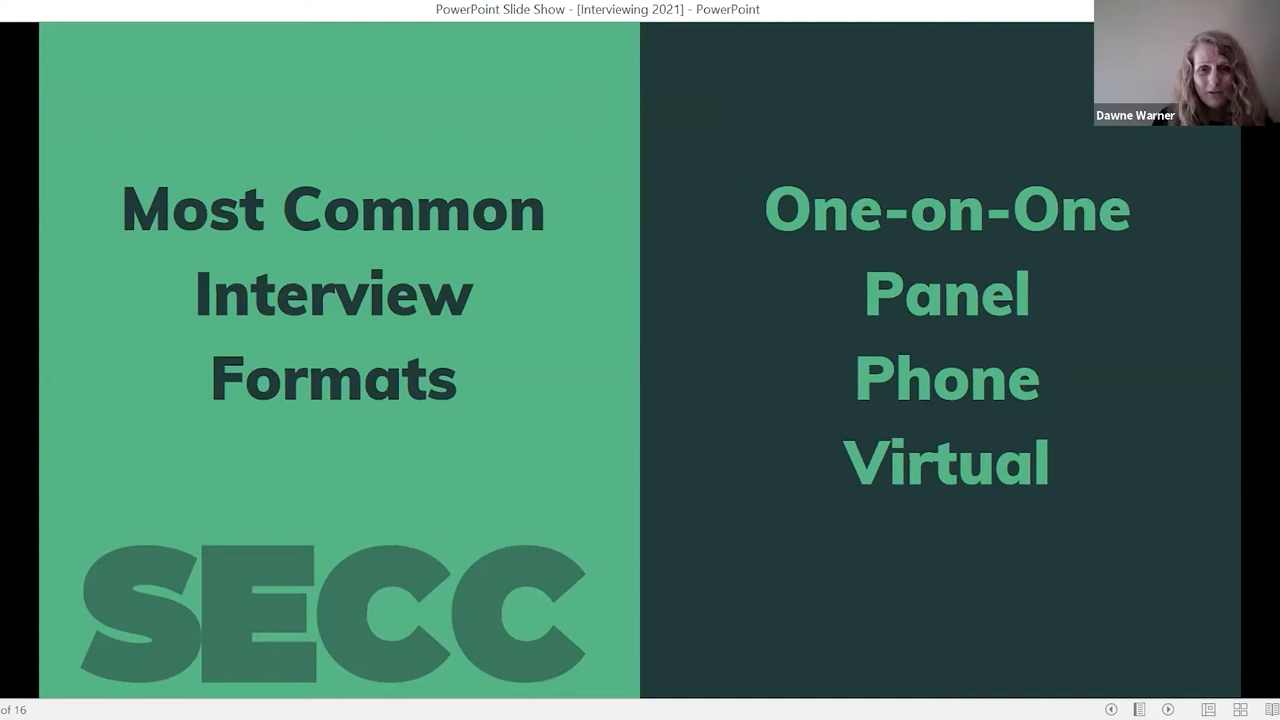 PowerPoint Slide Show - [Interviewing 2021] - PowerPoint
Dawne Warner
Most Common
Interview
Formats
One-on-One
Panel
Phone
Virtual
SECC
of 16